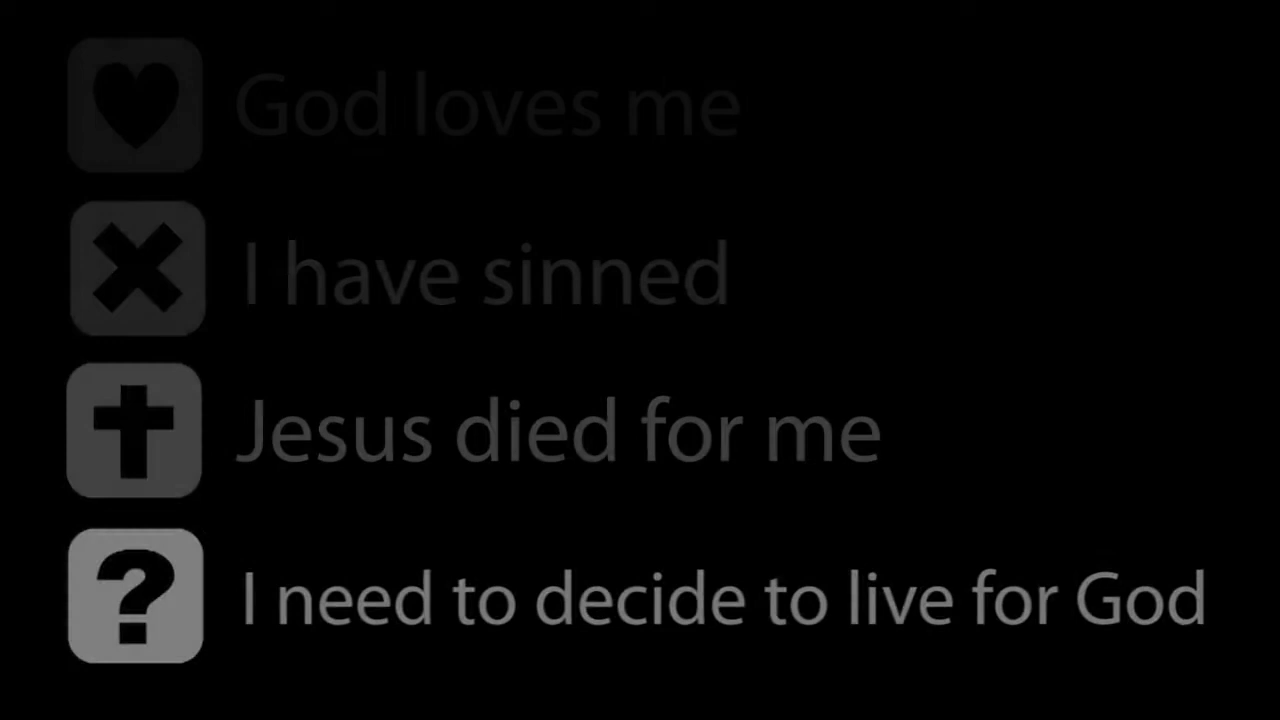 God loves me
I have sinned
Jesus died for me
? I need to decide to live for God